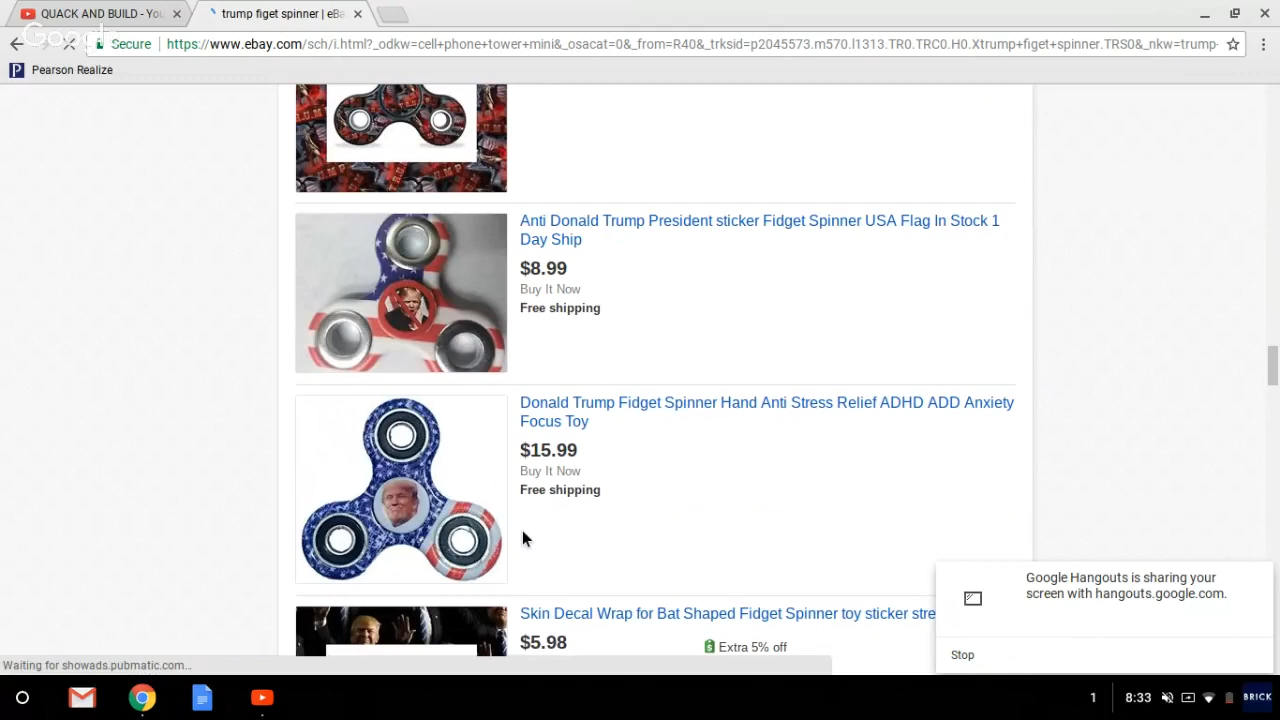 QUACK AND BUILD - You
trump figet spinner | eBa
Google
Secure
https://www.ebay.com/sch/i.html?_odkw=cell+phone+tower+mini&_osacat=0&_from=R40&_trksid=p2045573.m570.l1313.TR0.TRC0.H0.Xtrump+figet+spinner.TRS0&_nkw=trump-
Pearson Realize
Anti Donald Trump President sticker Fidget Spinner USA Flag In Stock 1
Day Ship
$8.99
Buy It Now
Free shipping
Donald Trump Fidget Spinner Hand Anti Stress Relief ADHD ADD Anxiety
Focus Toy
$15.99
Buy It Now
Free shipping
Skin Decal Wrap for Bat Shaped Fidget Spinner toy sticker stre
$5.98
Extra 5% off
Google Hangouts is sharing your
screen with hangouts.google.com.
Stop
Waiting for showads.pubmatic.com...
1
8:33
BRICK